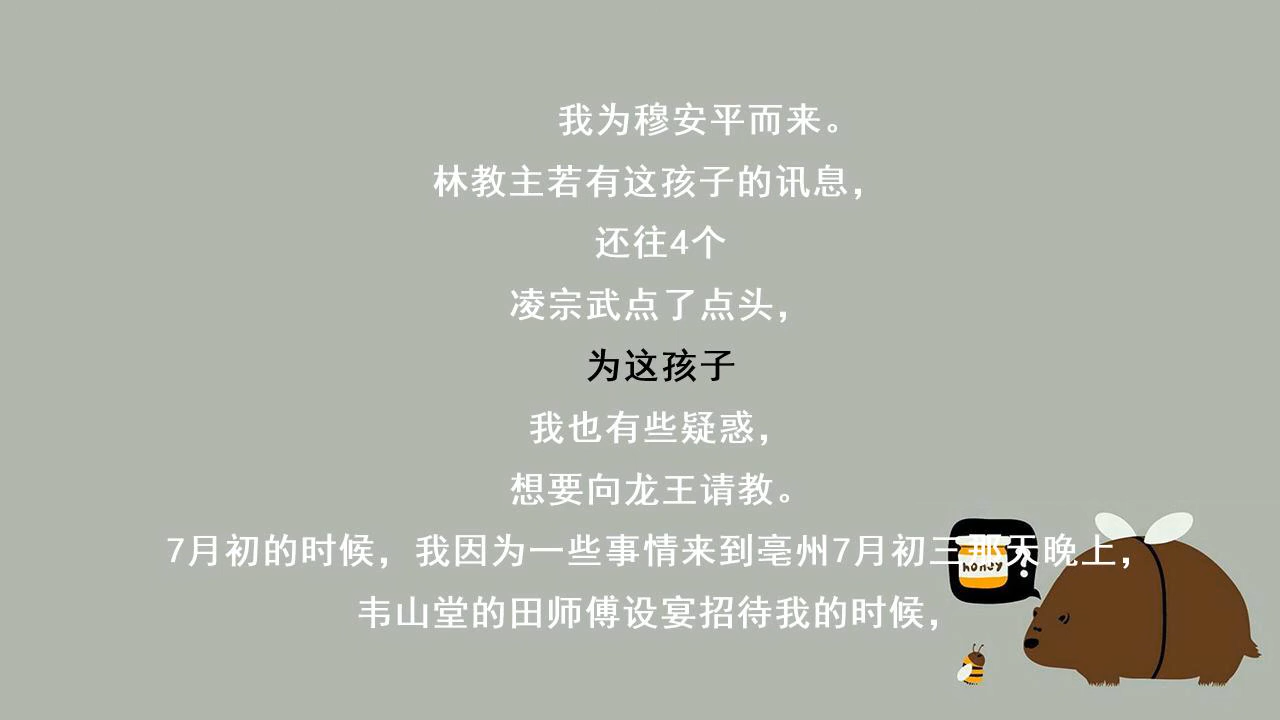 我为穆安平而来。
林教主若有这孩子的讯息，
还往4个
凌宗武点了点头，
为这孩子
我也有些疑惑，
想要向龙王请教。
7月初的时候，我因为一些事情来到亳州7月初三那天晚上，
韦山堂的田师傅设宴招待我的时候，
honey